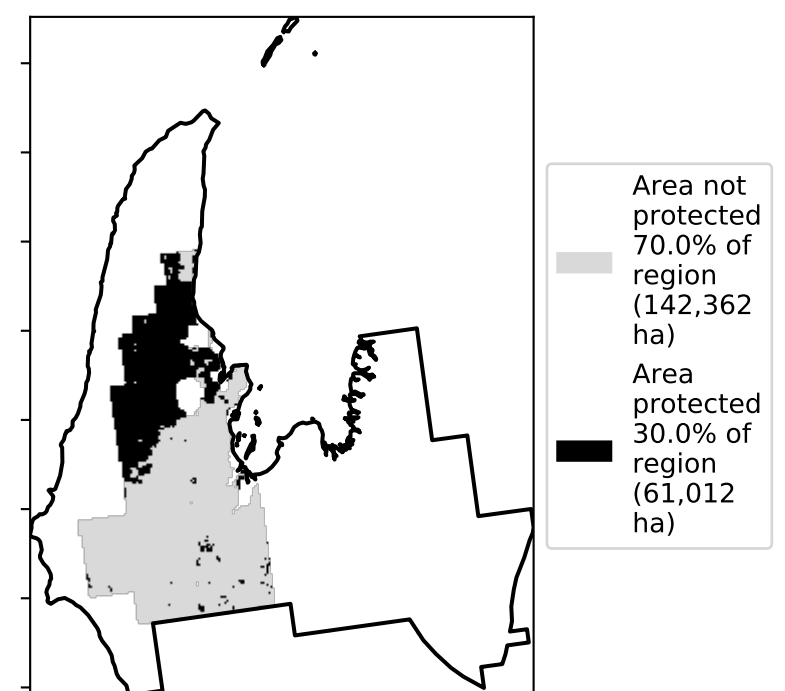 Area not
protected
70.0% of
region
(142,362
ha)
Area
protected
30.0% of
region
(61,012
ha)